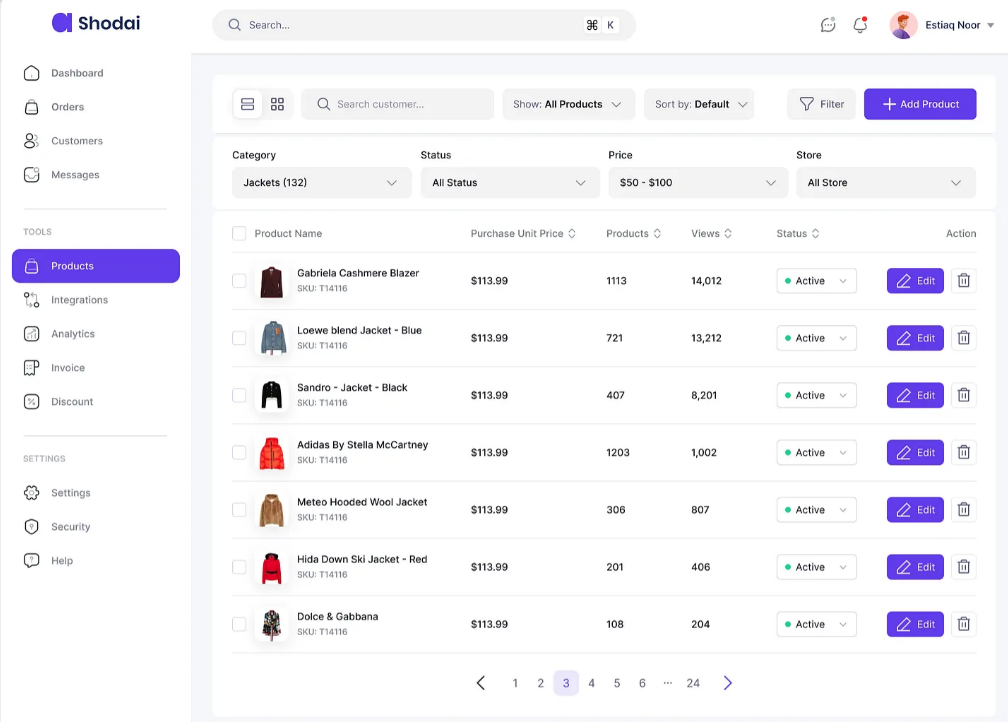 Shodai
Search...
⌘ K
Estiaq Noor
Dashboard
Orders
Customers
Messages
TOOLS
Products
Integrations
Analytics
Invoice
Discount
SETTINGS
Settings
Security
Help
Search customer...
Show: All Products
Sort by: Default
Filter
Add Product
Category
Status
Price
Store
Jackets (132)
All Status
$50 - $100
All Store
Product Name Purchase Unit Price Products Views Status Action
Gabriela Cashmere Blazer
SKU: T14116
$113.99 1113 14,012 Active Edit
Loewe blend Jacket - Blue
SKU: T14116
$113.99 721 13,212 Active Edit
Sandro - Jacket - Black
SKU: T14116
$113.99 407 8,201 Active Edit
Adidas By Stella McCartney
SKU: T14116
$113.99 1203 1,002 Active Edit
Meteo Hooded Wool Jacket
SKU: T14116
$113.99 306 807 Active Edit
Hida Down Ski Jacket - Red
SKU: T14116
$113.99 201 406 Active Edit
Dolce & Gabbana
SKU: T14116
$113.99 108 204 Active Edit
1 2 3 4 5 6 ... 24